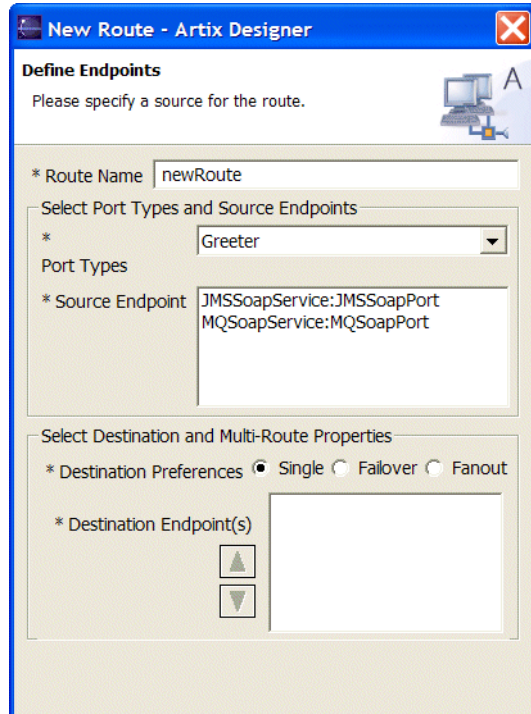 New Route - Artix Designer
Define Endpoints
Please specify a source for the route.
A
* Route Name newRoute
Select Port Types and Source Endpoints
* Greeter
Port Types
* Source Endpoint JMSSoapService:JMSSoapPort
MQSoapService:MQSoapPort
Select Destination and Multi-Route Properties
* Destination Preferences Single Failover Fanout
* Destination Endpoint(s)